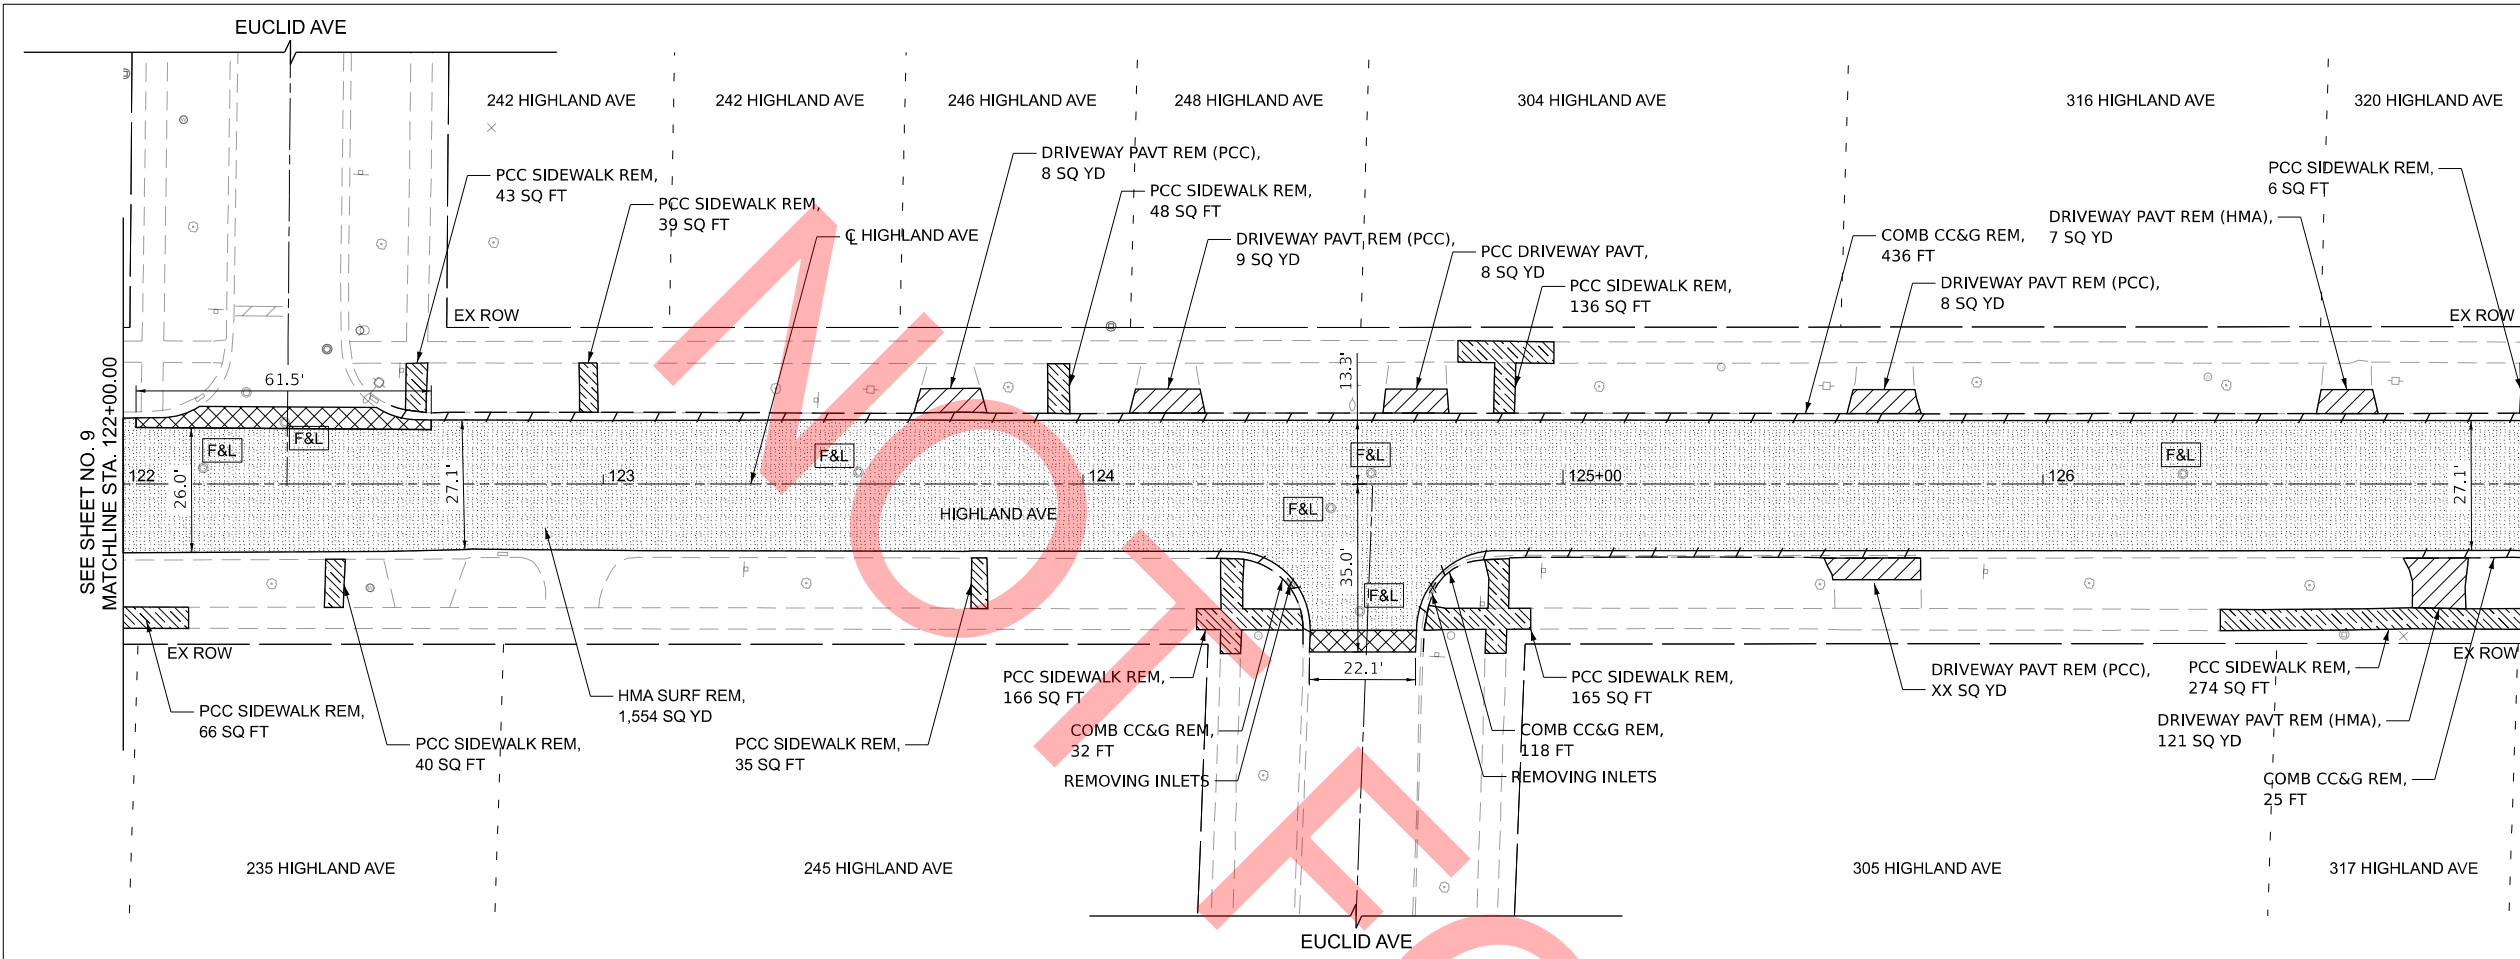 EUCLID AVE
242 HIGHLAND AVE
242 HIGHLAND AVE
246 HIGHLAND AVE
248 HIGHLAND AVE
304 HIGHLAND AVE
316 HIGHLAND AVE
320 HIGHLAND AVE
PCC SIDEWALK REM,
43 SQ FT
PCC SIDEWALK REM,
39 SQ FT
DRIVEWAY PAVT REM (PCC),
8 SQ YD
PCC SIDEWALK REM,
48 SQ FT
℄ HIGHLAND AVE
DRIVEWAY PAVT REM (PCC),
9 SQ YD
PCC DRIVEWAY PAVT,
8 SQ YD
PCC SIDEWALK REM,
136 SQ FT
COMB CC&G REM,
436 FT
DRIVEWAY PAVT REM (PCC),
8 SQ YD
DRIVEWAY PAVT REM (HMA),
7 SQ YD
PCC SIDEWALK REM,
6 SQ FT
EX ROW
EX ROW
61.5'
13.3'
SEE SHEET NO. 9
MATCHLINE STA. 122+00.00
F&L
F&L
F&L
F&L
F&L
122
26.0'
27.1'
123
124
125+00
126
27.1'
F&L
HIGHLAND AVE
35.0'
F&L
22.1'
EX ROW
EX ROW
PCC SIDEWALK REM,
66 SQ FT
PCC SIDEWALK REM,
40 SQ FT
HMA SURF REM,
1,554 SQ YD
PCC SIDEWALK REM,
35 SQ FT
PCC SIDEWALK REM,
166 SQ FT
COMB CC&G REM,
32 FT
REMOVING INLETS
PCC SIDEWALK REM,
165 SQ FT
COMB CC&G REM,
118 FT
REMOVING INLETS
DRIVEWAY PAVT REM (PCC),
XX SQ YD
PCC SIDEWALK REM,
274 SQ FT
DRIVEWAY PAVT REM (HMA),
121 SQ YD
COMB CC&G REM,
25 FT
235 HIGHLAND AVE
245 HIGHLAND AVE
305 HIGHLAND AVE
317 HIGHLAND AVE
EUCLID AVE
NOT
F